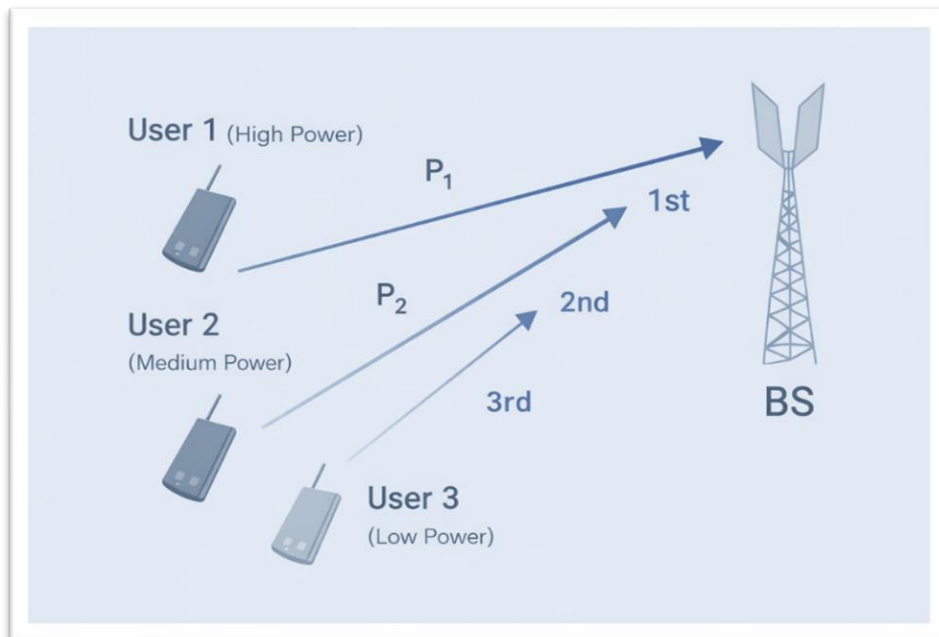 User 1 (High Power)
P₁
1st
P₂
2nd
User 2
(Medium Power)
3rd
BS
User 3
(Low Power)